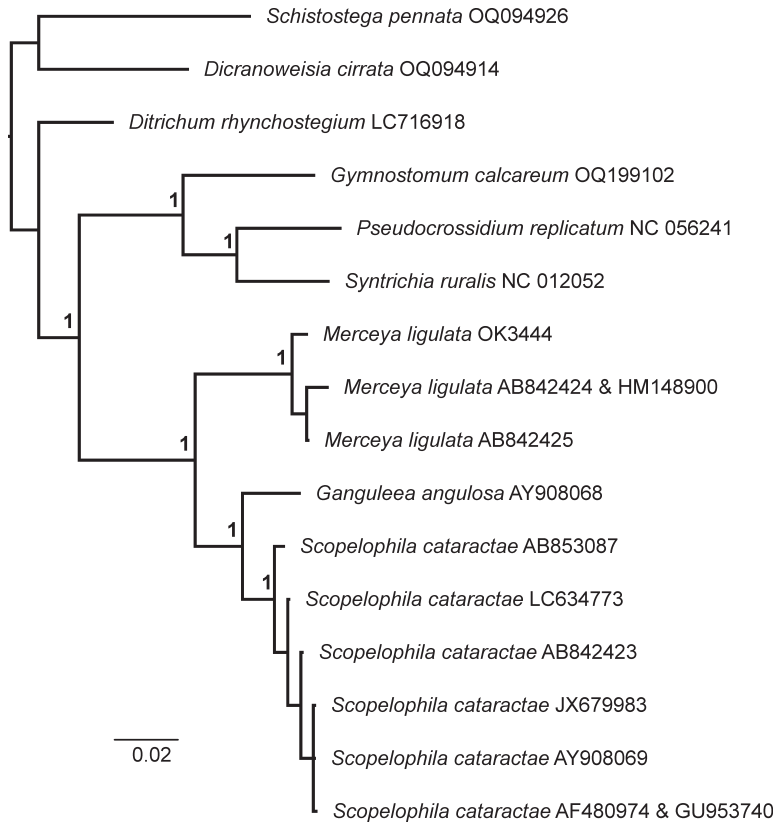 Schistostega pennata OQ094926
Dicranoweisia cirrata OQ094914
Ditrichum rhynchostegium LC716918
Gymnostomum calcareum OQ199102
1
Pseudocrossidium replicatum NC 056241
1
Syntrichia ruralis NC 012052
1
Merceya ligulata OK3444
1
Merceya ligulata AB842424 & HM148900
Merceya ligulata AB842425
1
Ganguleea angulosa AY908068
1
Scopelophila cataractae AB853087
1
Scopelophila cataractae LC634773
Scopelophila cataractae AB842423
Scopelophila cataractae JX679983
0.02
Scopelophila cataractae AY908069
Scopelophila cataractae AF480974 & GU953740